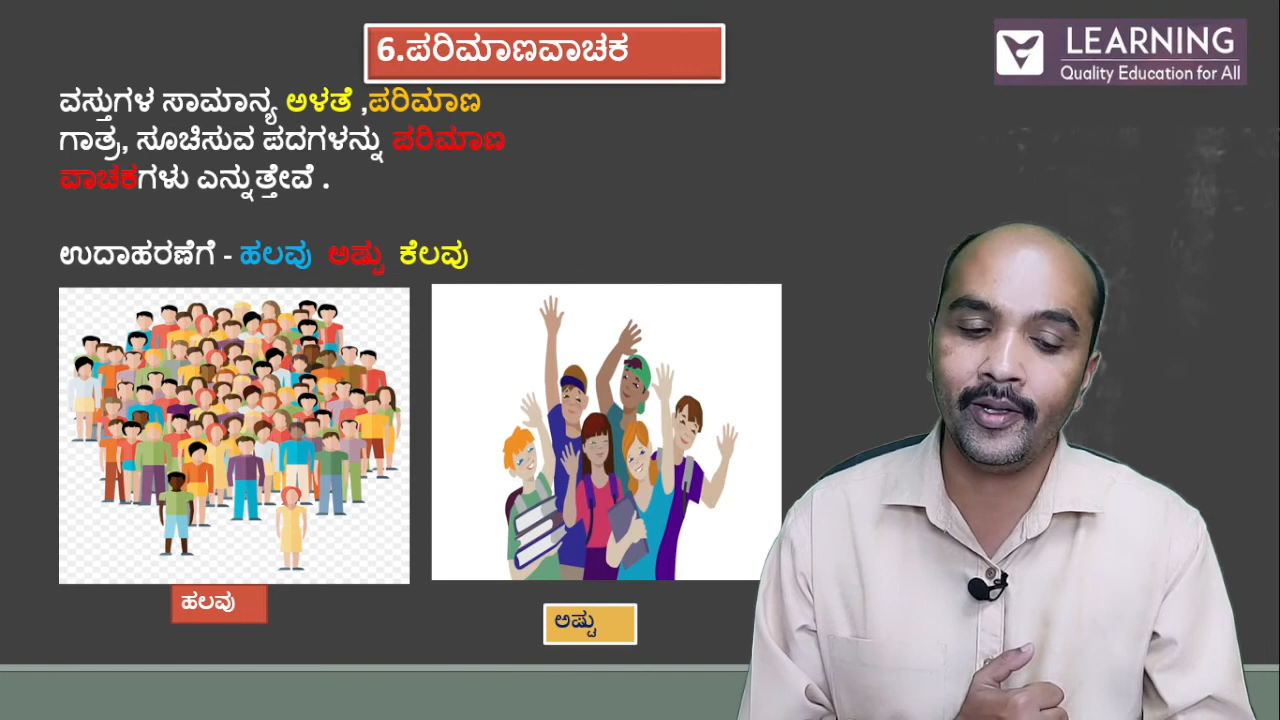 6.ಪರಿಮಾಣವಾಚಕ
LEARNING
Quality Education for All
ವಸ್ತುಗಳ ಸಾಮಾನ್ಯ ಅಳತೆ ,ಪರಿಮಾಣ
ಗಾತ್ರ, ಸೂಚಿಸುವ ಪದಗಳನ್ನು ಪರಿಮಾಣ
ವಾಚಕಗಳು ಎನ್ನುತ್ತೇವೆ .
ಉದಾಹರಣೆಗೆ - ಹಲವು ಅಷ್ಟು ಕೆಲವು
ಹಲವು
ಅಷ್ಟು